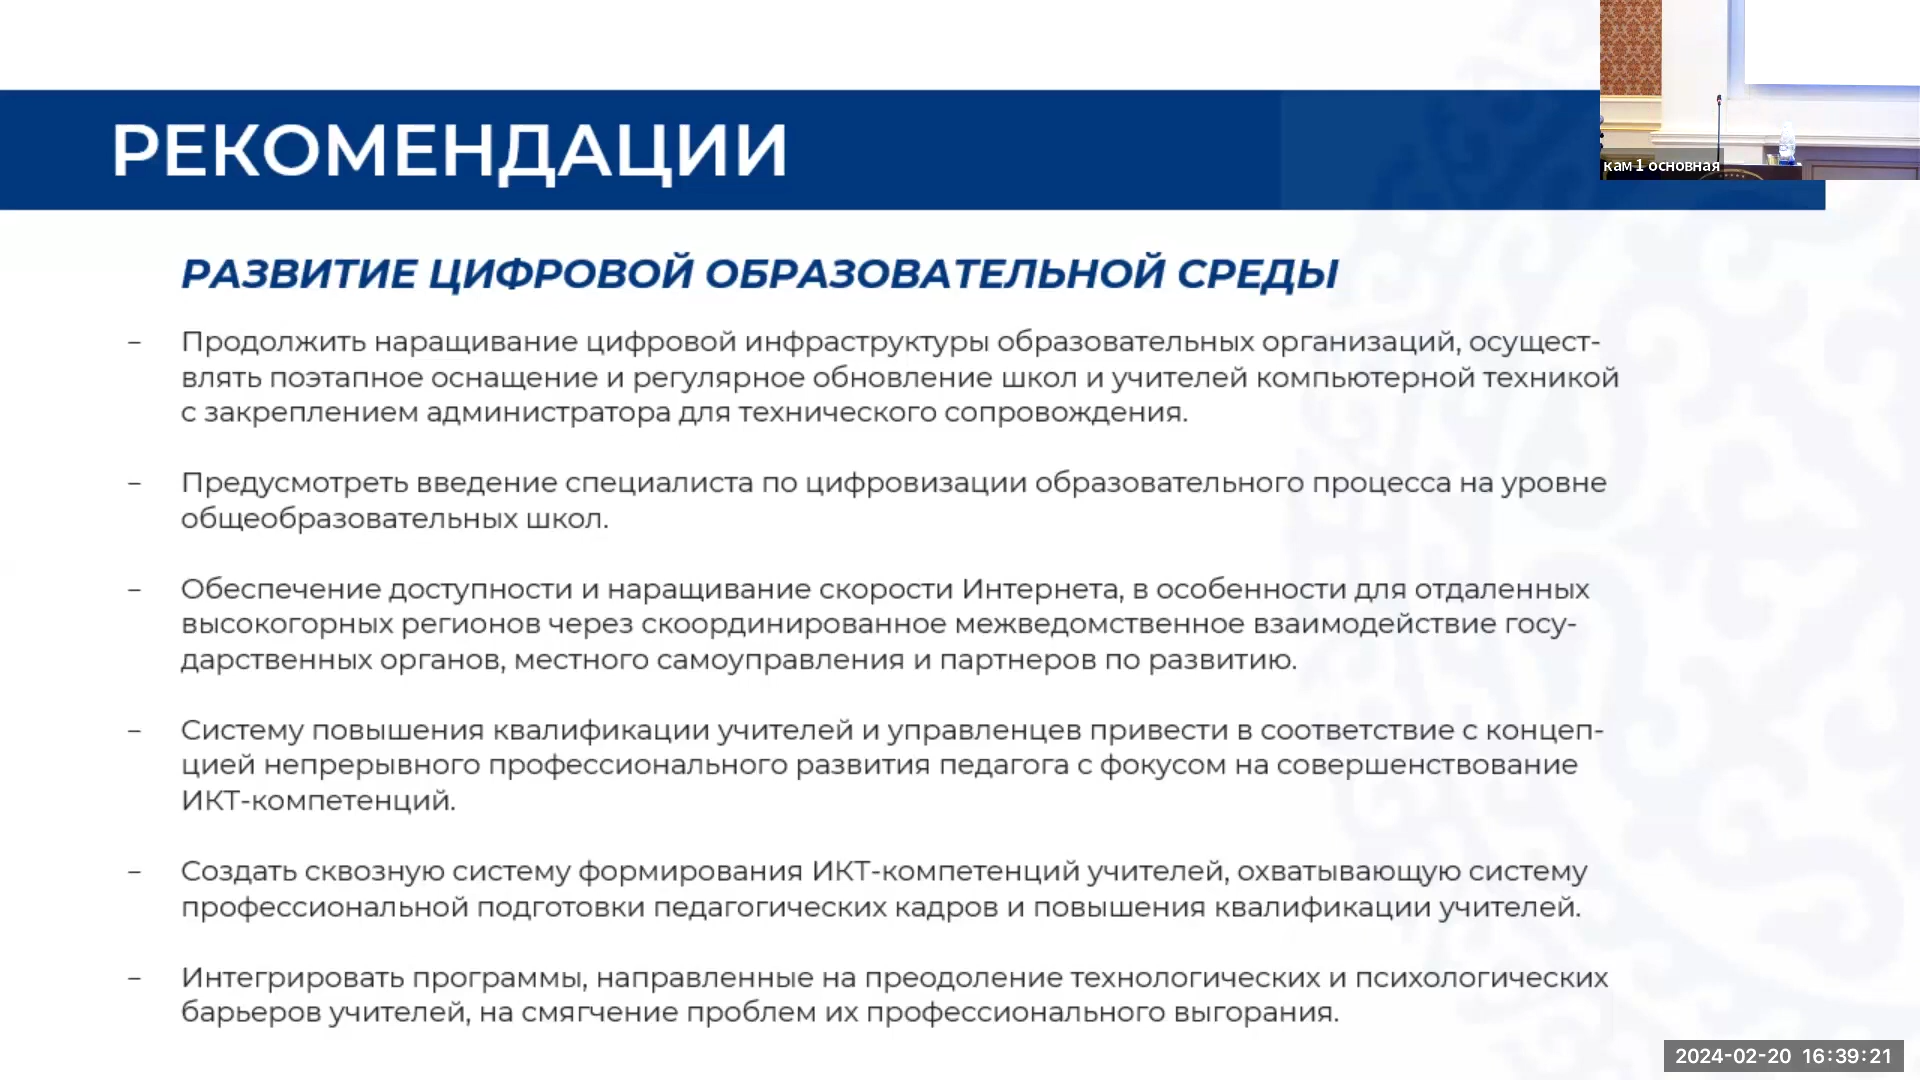 РЕКОМЕНДАЦИИ
кам 1 основная
РАЗВИТИЕ ЦИФРОВОЙ ОБРАЗОВАТЕЛЬНОЙ СРЕДЫ
– Продолжить наращивание цифровой инфраструктуры образовательных организаций, осущест-
влять поэтапное оснащение и регулярное обновление школ и учителей компьютерной техникой
с закреплением администратора для технического сопровождения.
– Предусмотреть введение специалиста по цифровизации образовательного процесса на уровне
общеобразовательных школ.
– Обеспечение доступности и наращивание скорости Интернета, в особенности для отдаленных
высокогорных регионов через скоординированное межведомственное взаимодействие госу-
дарственных органов, местного самоуправления и партнеров по развитию.
– Систему повышения квалификации учителей и управленцев привести в соответствие с концеп-
цией непрерывного профессионального развития педагога с фокусом на совершенствование
ИКТ-компетенций.
– Создать сквозную систему формирования ИКТ-компетенций учителей, охватывающую систему
профессиональной подготовки педагогических кадров и повышения квалификации учителей.
– Интегрировать программы, направленные на преодоление технологических и психологических
барьеров учителей, на смягчение проблем их профессионального выгорания.
2024-02-20 16:39:21